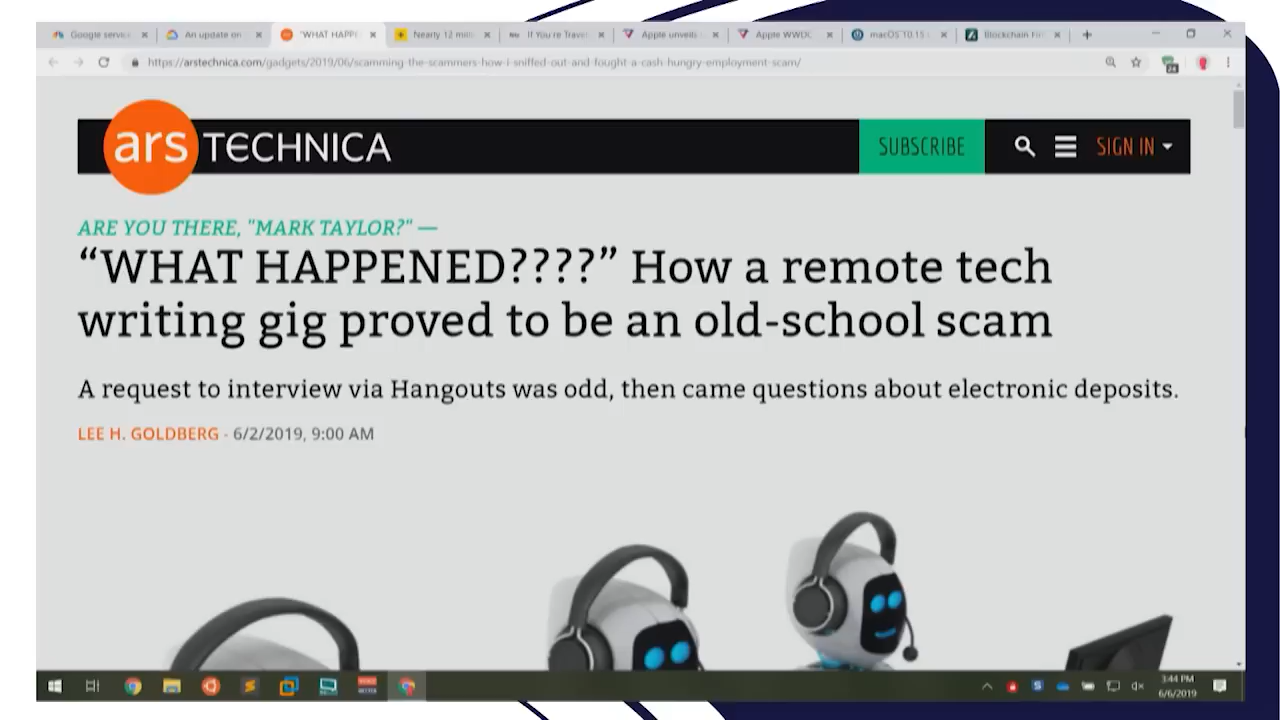 Google servic
An update on
"WHAT HAPPE
Nearly 12 milli
If You're Travel
Apple unveils
Apple WWDC
macOS 10.15
Blockchain
https://arstechnica.com/gadgets/2019/06/scamming-the-scammers-how-i-sniffed-out-and-fought-a-cash-hungry-employment-scam/
24
ars TECHNICA
SUBSCRIBE
SIGN IN
ARE YOU THERE, "MARK TAYLOR?" —
“WHAT HAPPENED????” How a remote tech
writing gig proved to be an old-school scam
A request to interview via Hangouts was odd, then came questions about electronic deposits.
LEE H. GOLDBERG - 6/2/2019, 9:00 AM
3:44 PM
6/6/2019